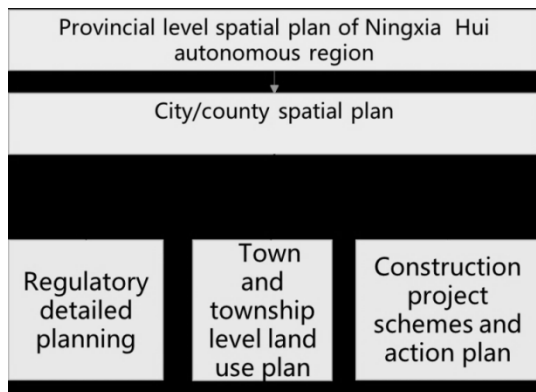 Provincial level spatial plan of Ningxia Hui
autonomous region
City/county spatial plan
Regulatory
detailed
planning
Town
and
township
level land
use plan
Construction
project
schemes and
action plan